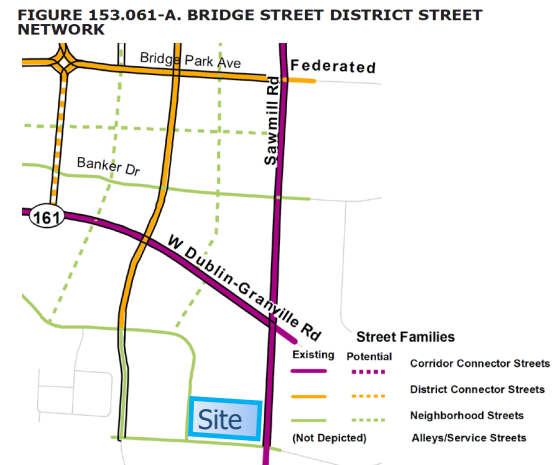 FIGURE 153.061-A. BRIDGE STREET DISTRICT STREET
NETWORK
Bridge Park Ave
Federated
Sawmill Rd
Banker Dr
161
W Dublin-Granville Rd
Street Families
Existing Potential
Corridor Connector Streets
District Connector Streets
Neighborhood Streets
(Not Depicted) Alleys/Service Streets
Site